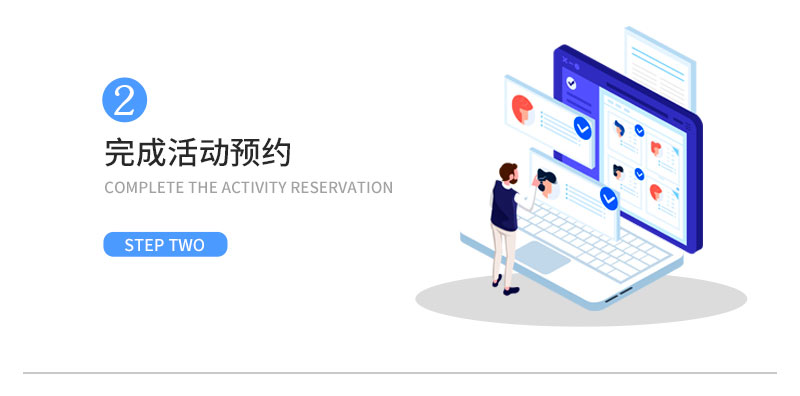 2
完成活动预约
COMPLETE THE ACTIVITY RESERVATION
STEP TWO